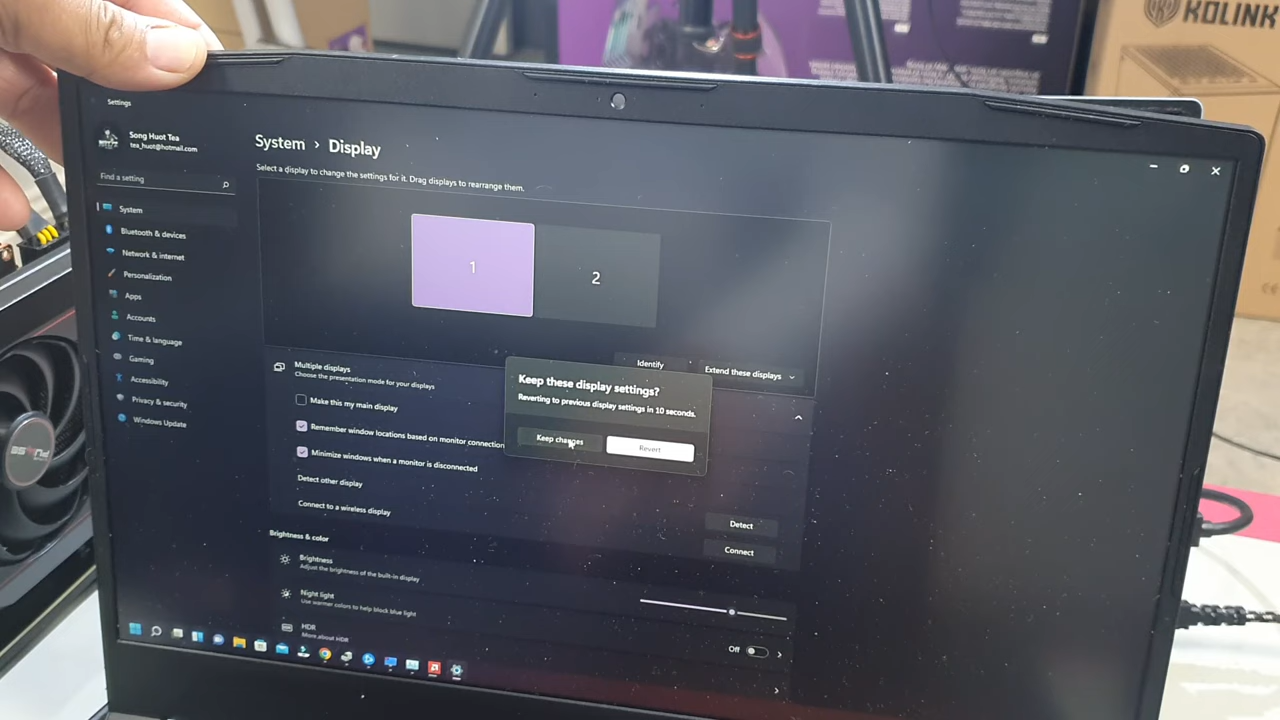 KOLINK
Settings
Song Huot Tea
tea_huot@hotmail.com
Find a setting
System
Bluetooth & devices
Network & internet
Personalization
Apps
Accounts
Time & language
Gaming
Accessibility
Privacy & security
Windows Update
System › Display
Select a display to change the settings for it. Drag displays to rearrange them.
1
2
Identify
Extend these displays
Multiple displays
Choose the presentation mode for your displays
Make this my main display
Remember window locations based on monitor connection
Minimize windows when a monitor is disconnected
Detect other display
Detect
Connect to a wireless display
Connect
Keep these display settings?
Reverting to previous display settings in 10 seconds.
Keep changes
Revert
Brightness & color
Brightness
Adjust the brightness of the built-in display
Night light
Use warmer colors to help block blue light
Off
HDR
More about HDR